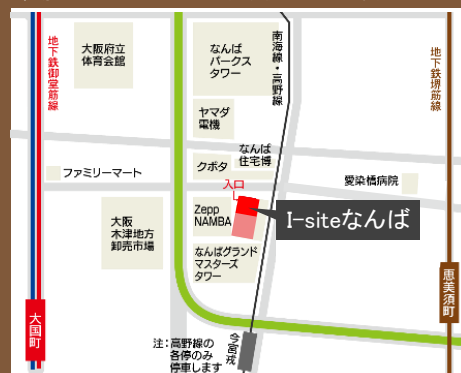 地下鉄御堂筋線
大阪府立
体育会館
なんば
パークス
タワー
南海線・高野線
地下鉄堺筋線
ヤマダ
電機
なんば
住宅博
クボタ
ファミリーマート
入口
愛染橋病院
大阪
木津地方
卸売市場
Zepp
NAMBA
I-siteなんば
なんばグランド
マスターズ
タワー
大国町
恵美須町
今宮戎
注:高野線の
各停のみ
停車します